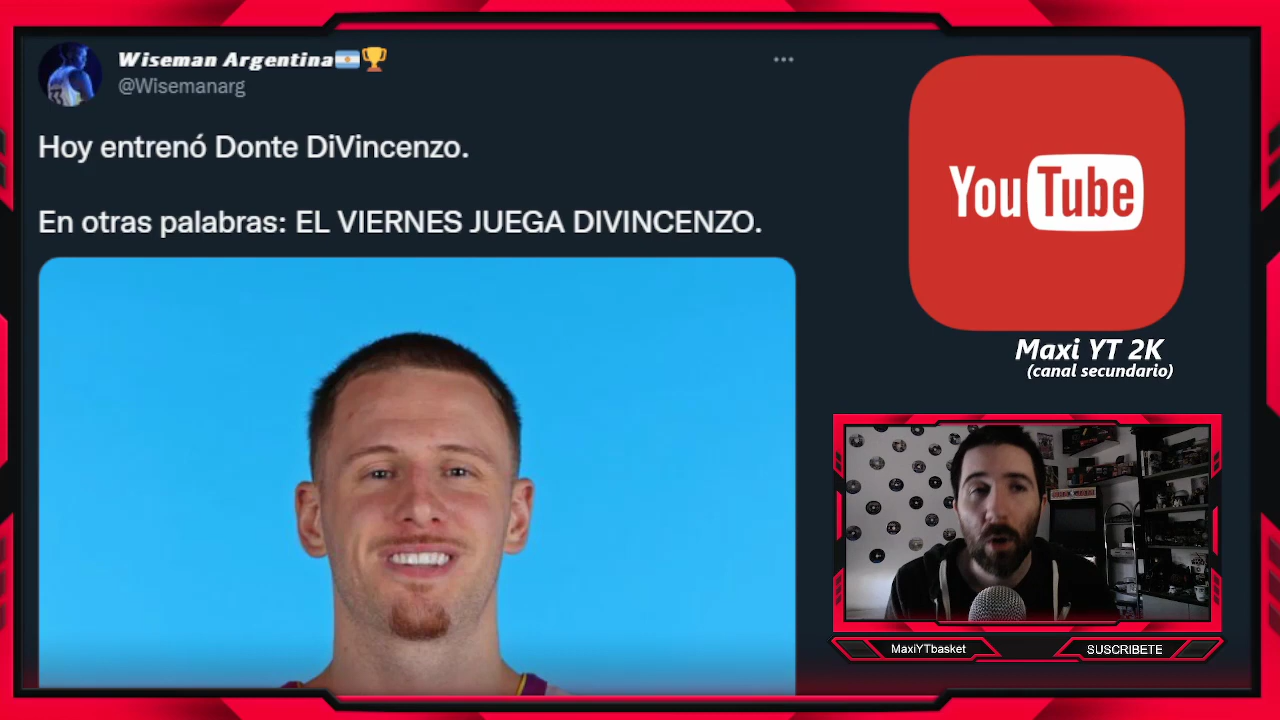 Wiseman Argentina🇦🇷🏆
@Wisemanarg
Hoy entrenó Donte DiVincenzo.
En otras palabras: EL VIERNES JUEGA DIVINCENZO.
YouTube
Maxi YT 2K
(canal secundario)
MaxiYTbasket
SUSCRIBETE